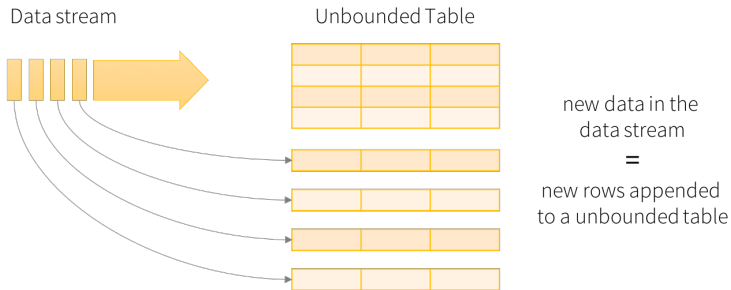 Data stream
Unbounded Table
new data in the
data stream
=
new rows appended
to a unbounded table